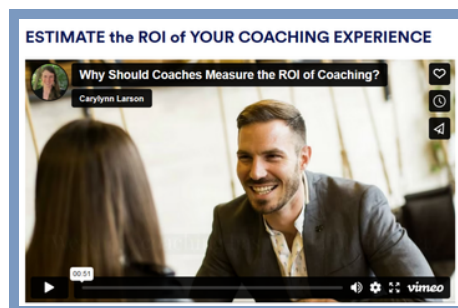 ESTIMATE the ROI of YOUR COACHING EXPERIENCE
Why Should Coaches Measure the ROI of Coaching?
Carylynn Larson
00:51
vimeo